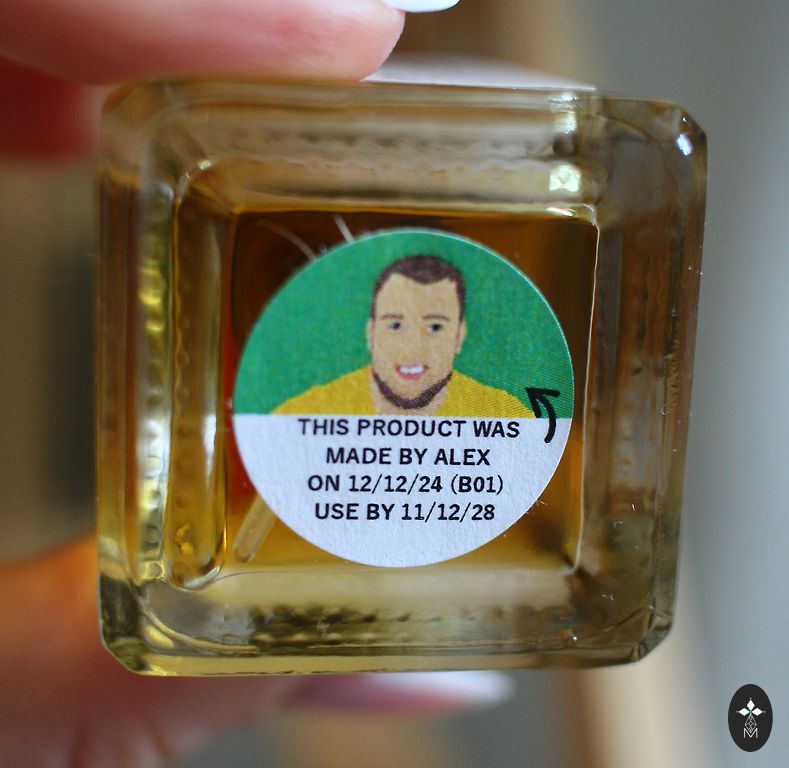 THIS PRODUCT WAS
MADE BY ALEX
ON 12/12/24 (B01)
USE BY 11/12/28
M